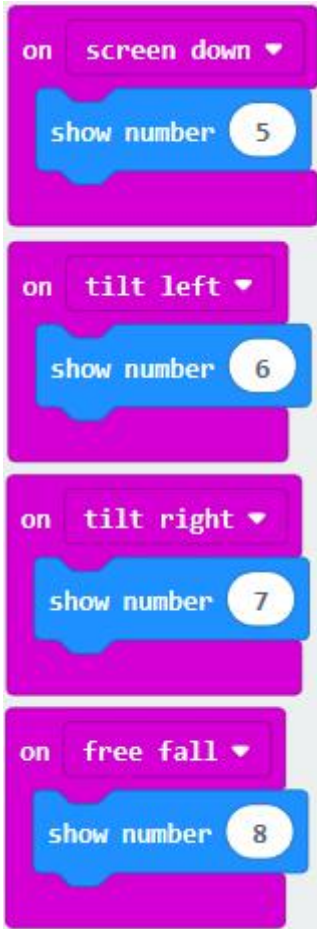 on screen down
show number 5
on tilt left
show number 6
on tilt right
show number 7
on free fall
show number 8